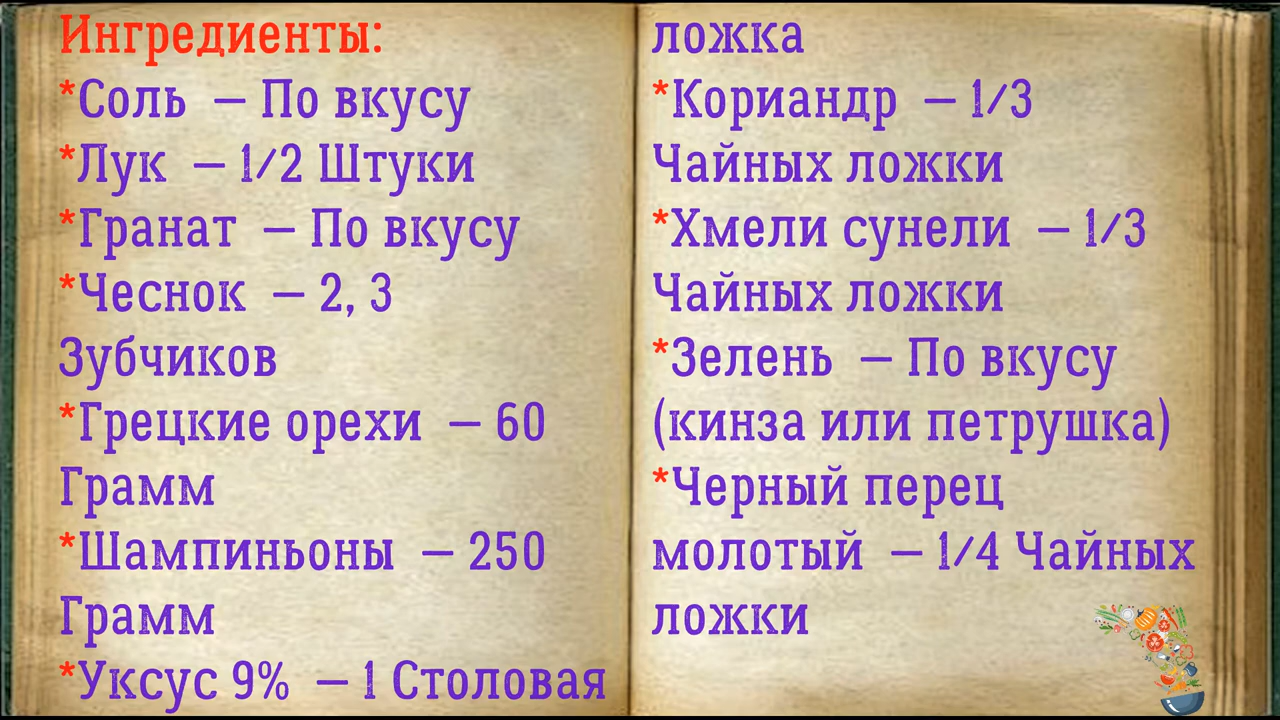 Ингредиенты:
*Соль – По вкусу
*Лук – 1/2 Штуки
*Гранат – По вкусу
*Чеснок – 2, 3
Зубчиков
*Грецкие орехи – 60
Грамм
*Шампиньоны – 250
Грамм
*Уксус 9% – 1 Столовая
ложка
*Кориандр – 1/3
Чайных ложки
*Хмели сунели – 1/3
Чайных ложки
*Зелень – По вкусу
(кинза или петрушка)
*Черный перец
молотый – 1/4 Чайных
ложки